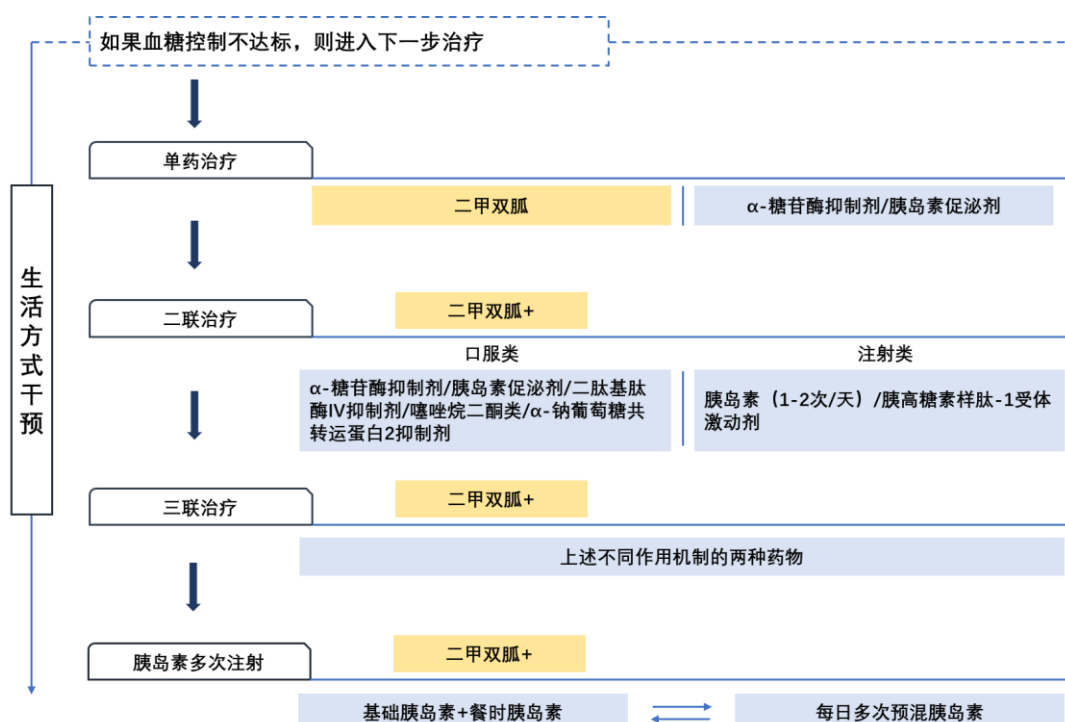 如果血糖控制不达标，则进入下一步治疗
单药治疗
二甲双胍
α-糖苷酶抑制剂/胰岛素促泌剂
生活方式干预
二联治疗
二甲双胍+
口服类
注射类
α-糖苷酶抑制剂/胰岛素促泌剂/二肽基肽
酶IV抑制剂/噻唑烷二酮类/α-钠葡萄糖共
转运蛋白2抑制剂
胰岛素（1-2次/天）/胰高糖素样肽-1受体
激动剂
三联治疗
二甲双胍+
上述不同作用机制的两种药物
胰岛素多次注射
二甲双胍+
基础胰岛素+餐时胰岛素
每日多次预混胰岛素